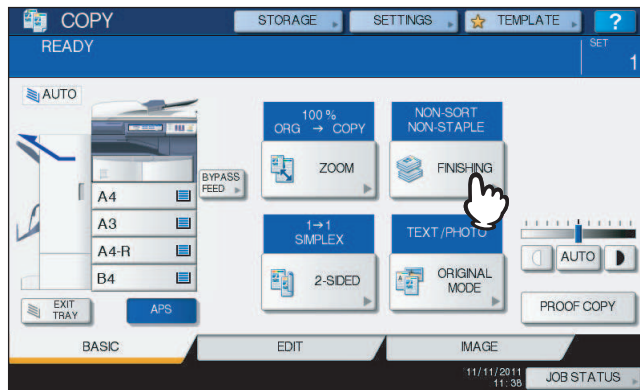 COPY
STORAGE
SETTINGS
TEMPLATE
?
READY
SET
1
AUTO
100 %
ORG → COPY
NON-SORT
NON-STAPLE
ZOOM
FINISHING
BYPASS
FEED
A4
A3
A4-R
B4
1→1
SIMPLEX
TEXT/PHOTO
2-SIDED
ORIGINAL
MODE
AUTO
EXIT
TRAY
APS
PROOF COPY
BASIC
EDIT
IMAGE
11/11/2011
11:38
JOB STATUS